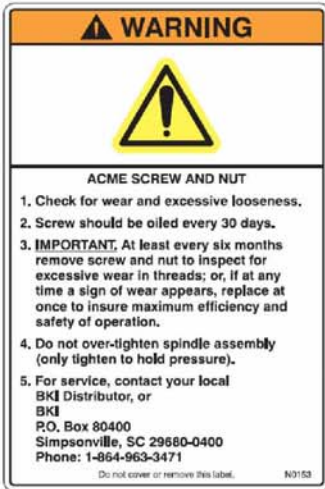 WARNING
ACME SCREW AND NUT
1. Check for wear and excessive looseness.
2. Screw should be oiled every 30 days.
3. IMPORTANT, At least every six months
remove screw and nut to inspect for
excessive wear in threads; or, if at any
time a sign of wear appears, replace at
once to insure maximum efficiency and
safety of operation.
4. Do not over-tighten spindle assembly
(only tighten to hold pressure).
5. For service, contact your local
BKI Distributor, or
BKI
P.O. Box 80400
Simpsonville, SC 29680-0400
Phone: 1-864-963-3471
Do not cover or remove this label. N0153